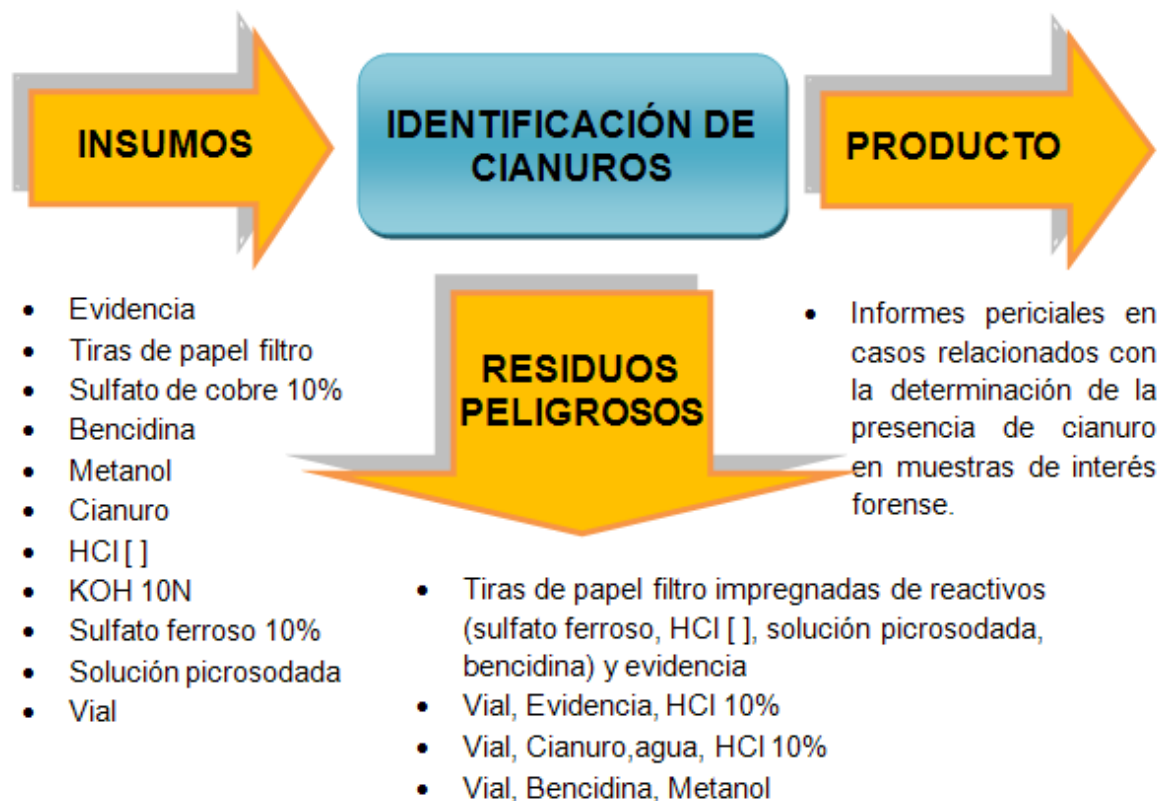 INSUMOS
IDENTIFICACIÓN DE
CIANUROS
PRODUCTO
• Evidencia
• Tiras de papel filtro
• Sulfato de cobre 10%
• Bencidina
• Metanol
• Cianuro
• HCl [ ]
• KOH 10N
• Sulfato ferroso 10%
• Solución picrosodada
• Vial
RESIDUOS
PELIGROSOS
• Tiras de papel filtro impregnadas de reactivos
(sulfato ferroso, HCl [ ], solución picrosodada,
bencidina) y evidencia
• Vial, Evidencia, HCl 10%
• Vial, Cianuro,agua, HCl 10%
• Vial, Bencidina, Metanol
• Informes periciales en
casos relacionados con
la determinación de la
presencia de cianuro
en muestras de interés
forense.